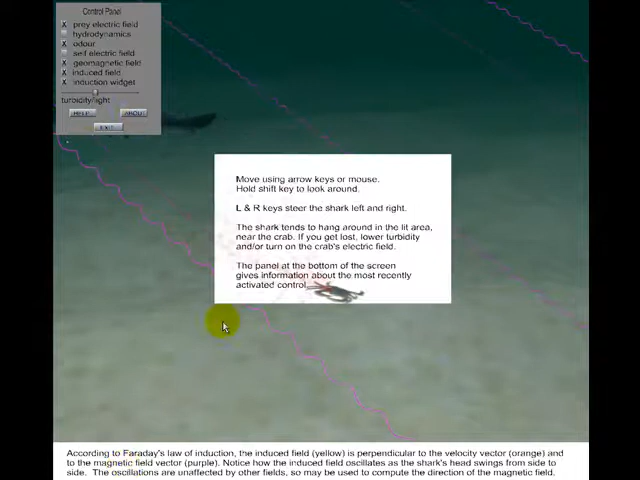 Control Panel
X prey electric field
hydrodynamics
X odour
self electric field
X geomagnetic field
X induced field
X induction widget
turbidity/light
HELP ABOUT
EXIT
Move using arrow keys or mouse.
Hold shift key to look around.
L & R keys steer the shark left and right.
The shark tends to hang around in the lit area,
near the crab. If you get lost, lower turbidity
and/or turn on the crab's electric field.
The panel at the bottom of the screen
gives information about the most recently
activated control.
According to Faraday's law of induction, the induced field (yellow) is perpendicular to the velocity vector (orange) and
to the magnetic field vector (purple). Notice how the induced field oscillates as the shark's head swings from side to
side. The oscillations are unaffected by other fields, so may be used to compute the direction of the magnetic field.